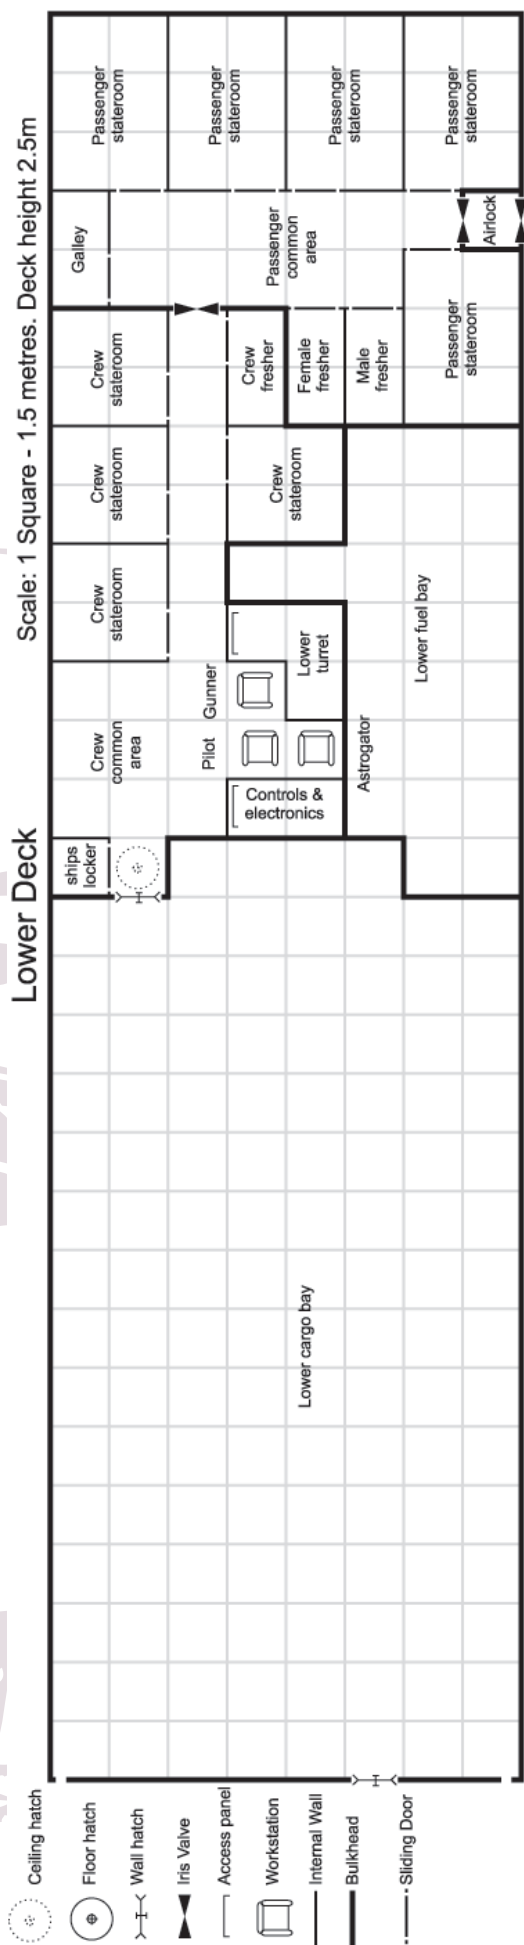 Lower Deck
Scale: 1 Square - 1.5 metres. Deck height 2.5m
ships
locker
Crew
common
area
Crew
stateroom
Crew
stateroom
Crew
stateroom
Galley
Passenger
stateroom
Pilot
Gunner
Passenger
stateroom
Controls &
electronics
Lower
turret
Crew
stateroom
Crew
fresher
Female
fresher
Passenger
common
area
Passenger
stateroom
Lower cargo bay
Astrogator
Male
fresher
Lower fuel bay
Passenger
stateroom
Airlock
Passenger
stateroom
Ceiling hatch
Floor hatch
Wall hatch
Iris Valve
Access panel
Workstation
Internal Wall
Bulkhead
Sliding Door